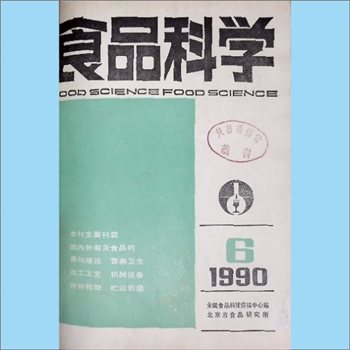 食品科学
OOD SCIENCE FOOD SCIENCE
本刊主要刊载
国内外有关食品的
基础理论 营养卫生
加工工艺 机械设备
分析检验 贮运包装
6
1990
全国食品科技情报中心站
北京市食品研究所